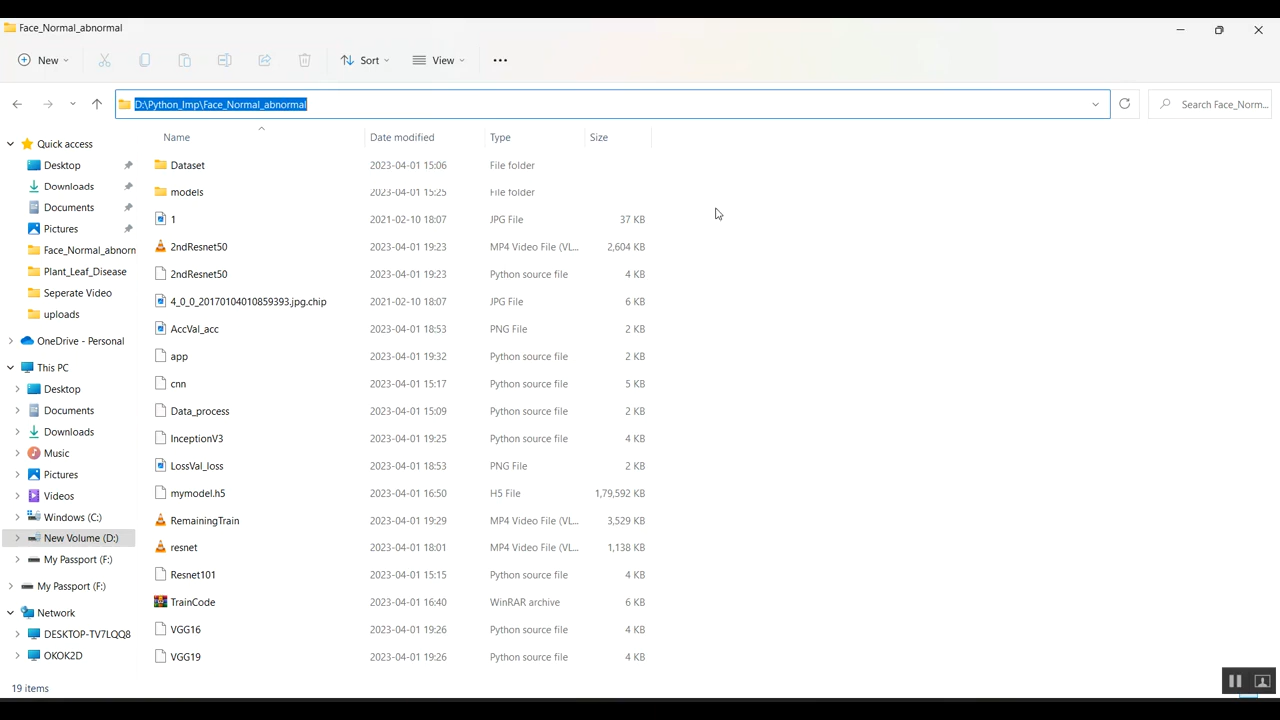 Face_Normal_abnormal
New Sort View
D:\Python_Imp\Face_Normal_abnormal Search Face_Norm...
Name Date modified Type Size
Quick access
Desktop
Downloads
Documents
Pictures
Face_Normal_abnorn
Plant_Leaf_Disease
Seperate Video
uploads
OneDrive - Personal
This PC
Desktop
Documents
Downloads
Music
Pictures
Videos
Windows (C:)
New Volume (D:)
My Passport (F:)
My Passport (F:)
Network
DESKTOP-TV7LQQ8
OKOK2D
Dataset 2023-04-01 15:06 File folder
models 2023-04-01 15:25 File folder
1 2021-02-10 18:07 JPG File 37 KB
2ndResnet50 2023-04-01 19:23 MP4 Video File (VL... 2,604 KB
2ndResnet50 2023-04-01 19:23 Python source file 4 KB
4_0_0_20170104010859393.jpg.chip 2021-02-10 18:07 JPG File 6 KB
AccVal_acc 2023-04-01 18:53 PNG File 2 KB
app 2023-04-01 19:32 Python source file 2 KB
cnn 2023-04-01 15:17 Python source file 5 KB
Data_process 2023-04-01 15:09 Python source file 2 KB
InceptionV3 2023-04-01 19:25 Python source file 4 KB
LossVal_loss 2023-04-01 18:53 PNG File 2 KB
mymodel.h5 2023-04-01 16:50 H5 File 1,79,592 KB
RemainingTrain 2023-04-01 19:29 MP4 Video File (VL... 3,529 KB
resnet 2023-04-01 18:01 MP4 Video File (VL... 1,138 KB
Resnet101 2023-04-01 15:15 Python source file 4 KB
TrainCode 2023-04-01 16:40 WinRAR archive 6 KB
VGG16 2023-04-01 19:26 Python source file 4 KB
VGG19 2023-04-01 19:26 Python source file 4 KB
19 items